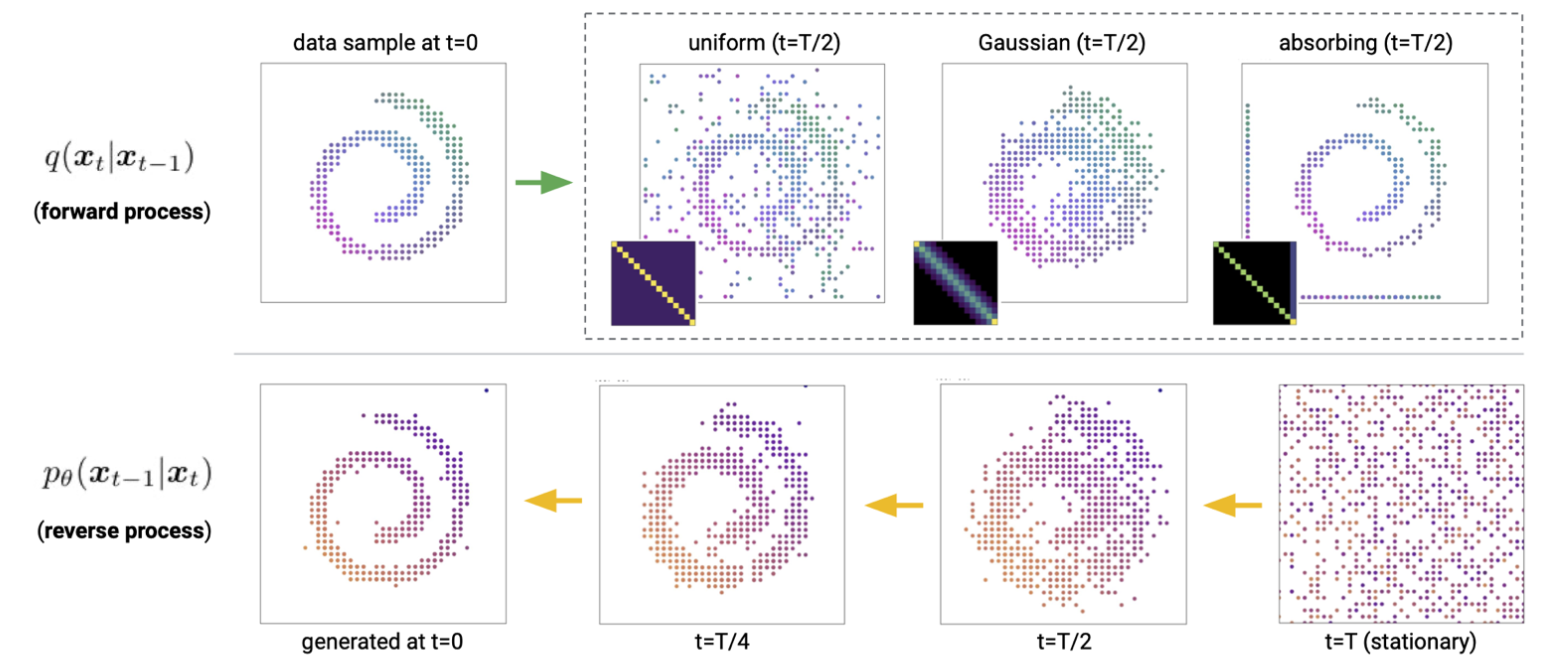 data sample at t=0
uniform (t=T/2)
Gaussian (t=T/2)
absorbing (t=T/2)
q(x_t|x_{t−1})
(forward process)
p_θ(x_{t−1}|x_t)
(reverse process)
generated at t=0
t=T/4
t=T/2
t=T (stationary)